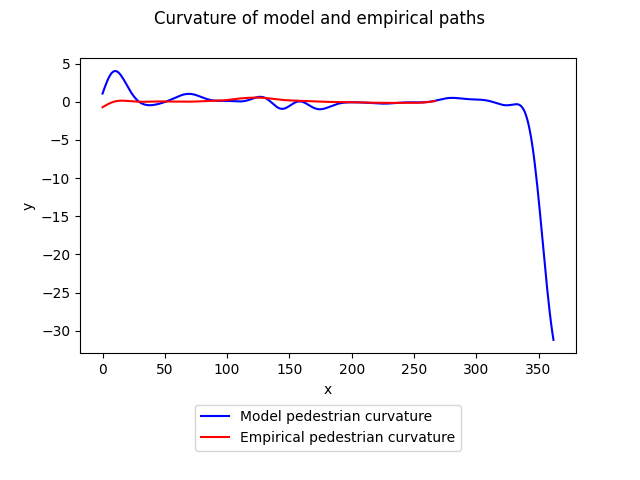 Curvature of model and empirical paths
5
0
−5
−10
−15
−20
−25
−30
y
0 50 100 150 200 250 300 350
x
Model pedestrian curvature
Empirical pedestrian curvature